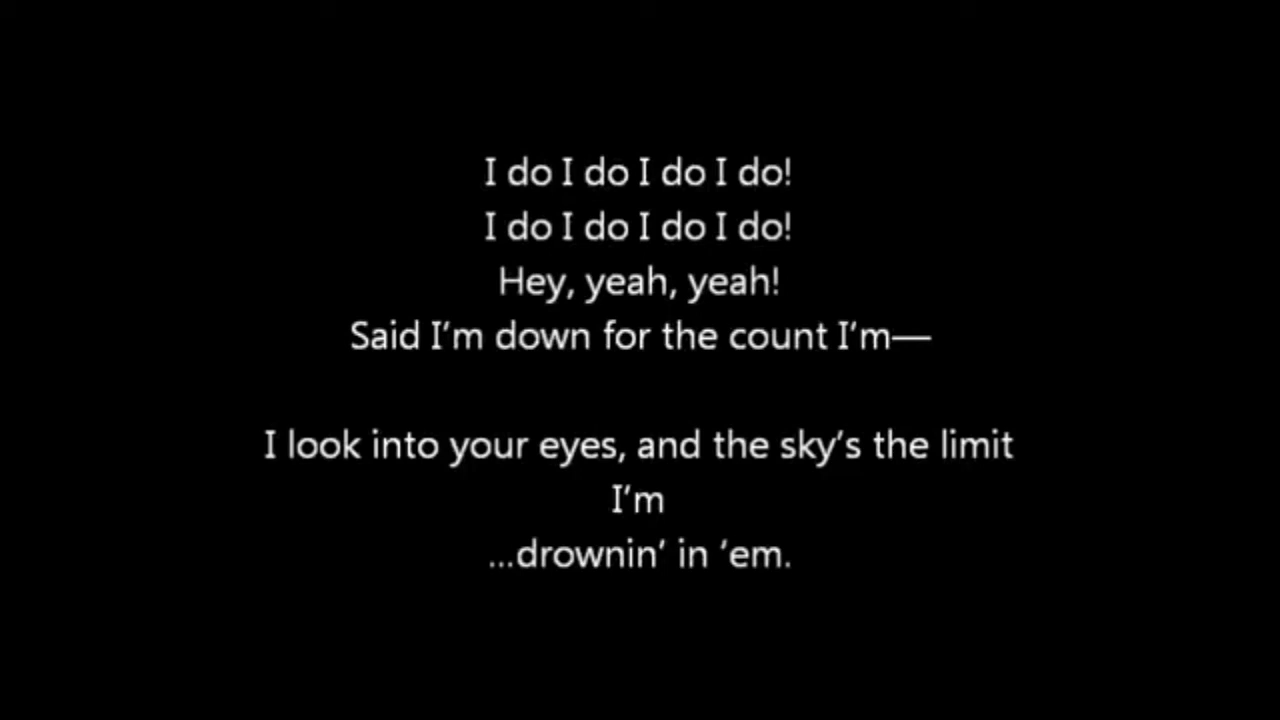 I do I do I do I do!
I do I do I do I do!
Hey, yeah, yeah!
Said I’m down for the count I’m—
I look into your eyes, and the sky’s the limit
I’m
…drownin’ in ‘em.